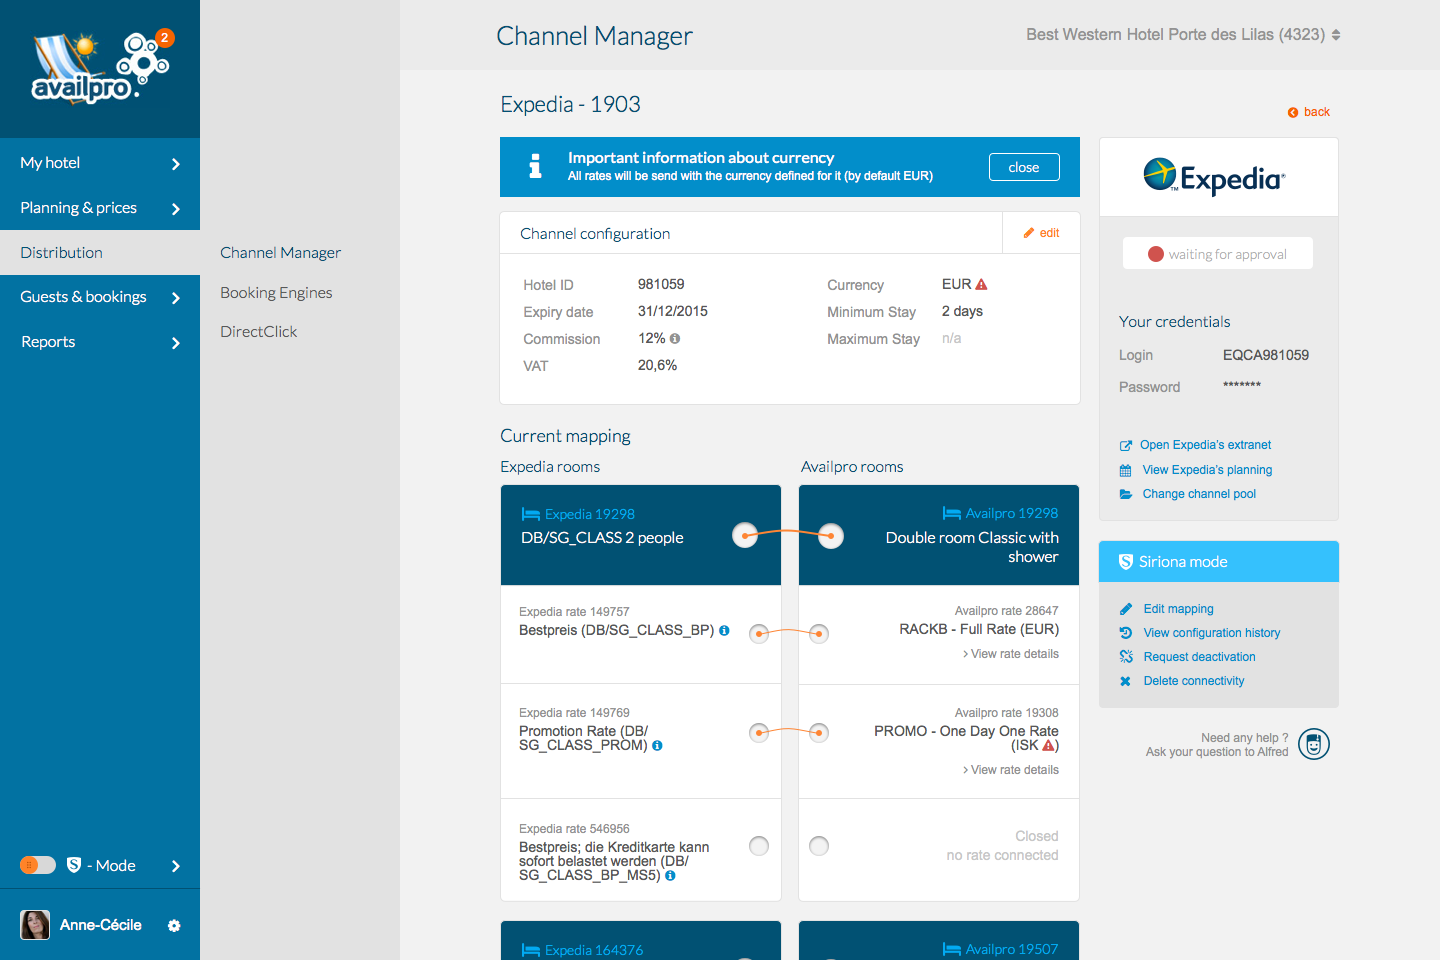 availpro.
2
My hotel
Planning & prices
Distribution
Guests & bookings
Reports
- Mode
Anne-Cécile
Channel Manager
Booking Engines
DirectClick
Channel Manager
Best Western Hotel Porte des Lilas (4323)
Expedia - 1903
back
Important information about currency
All rates will be send with the currency defined for it (by default EUR)
close
Channel configuration
edit
Hotel ID 981059
Expiry date 31/12/2015
Commission 12%
VAT 20,6%
Currency EUR
Minimum Stay 2 days
Maximum Stay n/a
Current mapping
Expedia rooms
Availpro rooms
Expedia 19298
DB/SG_CLASS 2 people
Availpro 19298
Double room Classic with
shower
Expedia rate 149757
Bestpreis (DB/SG_CLASS_BP)
Availpro rate 28647
RACKB - Full Rate (EUR)
> View rate details
Expedia rate 149769
Promotion Rate (DB/
SG_CLASS_PROM)
Availpro rate 19308
PROMO - One Day One Rate
(ISK )
> View rate details
Expedia rate 546956
Bestpreis; die Kreditkarte kann
sofort belastet werden (DB/
SG_CLASS_BP_MS5)
Closed
no rate connected
Expedia 164376
Availpro 19507
Expedia
waiting for approval
Your credentials
Login EQCA981059
Password *******
Open Expedia's extranet
View Expedia's planning
Change channel pool
Siriona mode
Edit mapping
View configuration history
Request deactivation
Delete connectivity
Need any help ?
Ask your question to Alfred